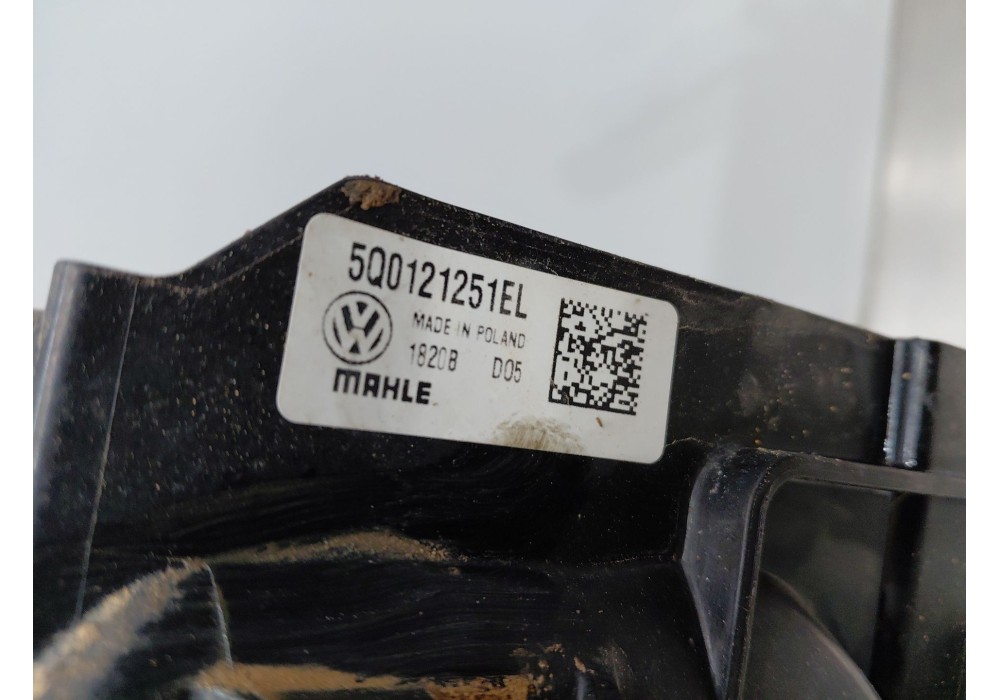 5Q0121251EL
MADE IN POLAND
1820B D05
MAHLE